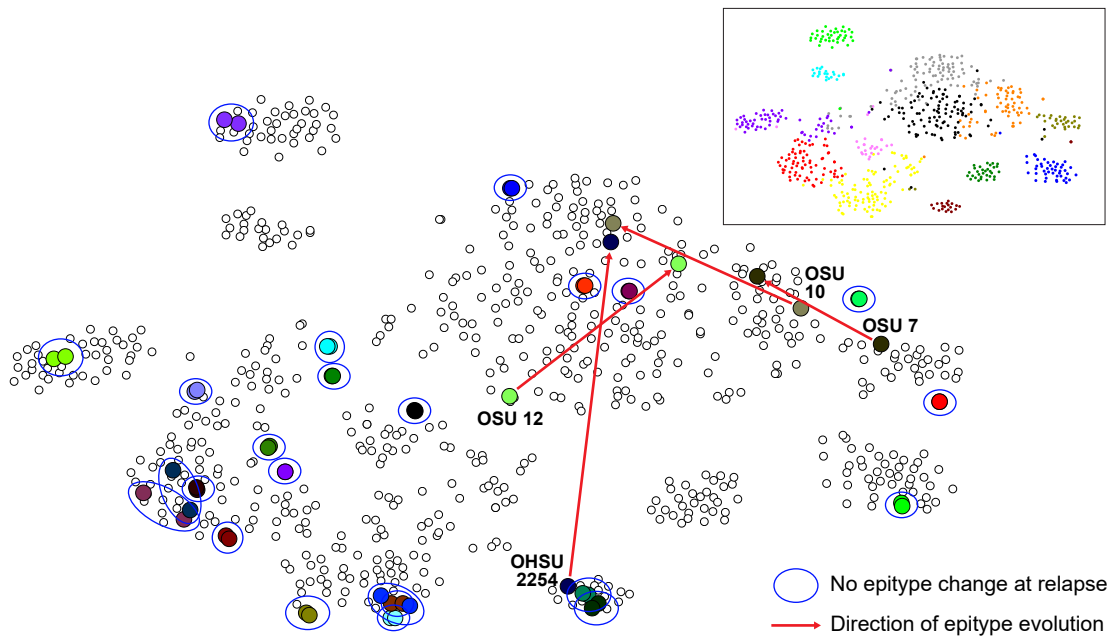 OSU
10
OSU 7
OSU 12
OHSU
2254
No epitype change at relapse
Direction of epitype evolution